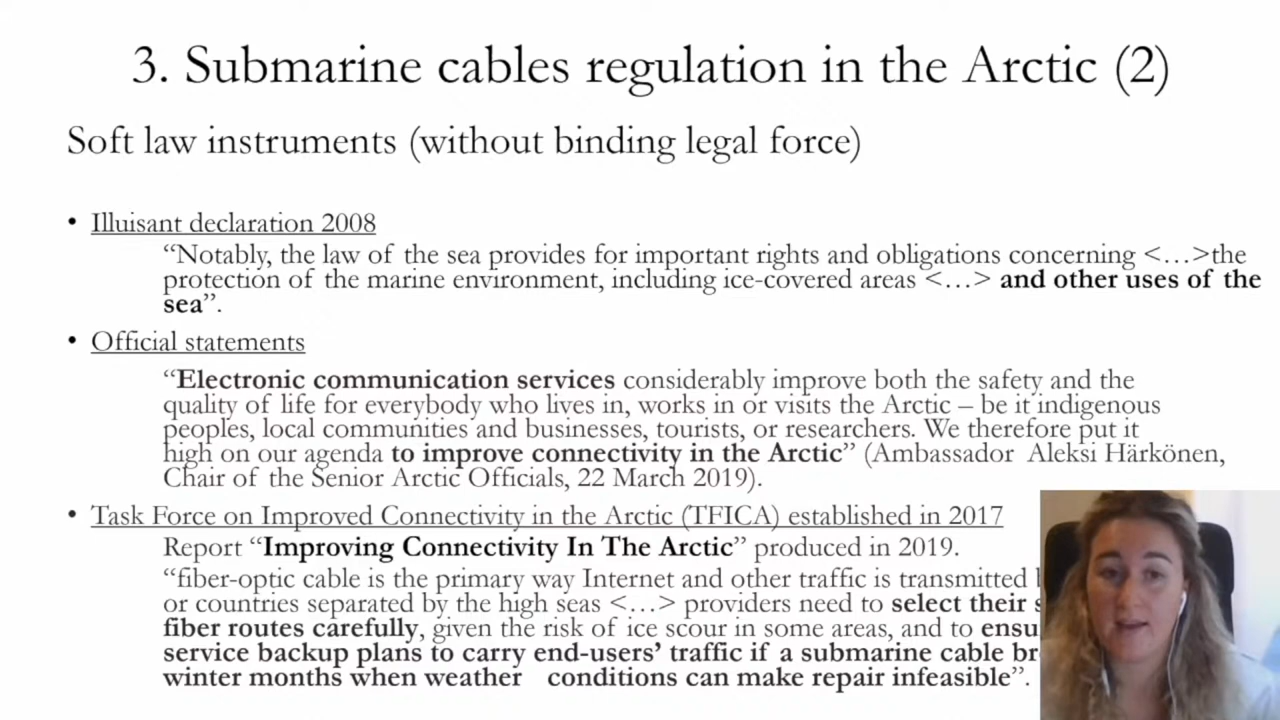 3. Submarine cables regulation in the Arctic (2)
Soft law instruments (without binding legal force)
• Illuisant declaration 2008
“Notably, the law of the sea provides for important rights and obligations concerning <…>the
protection of the marine environment, including ice-covered areas <…> and other uses of the
sea”.
• Official statements
“Electronic communication services considerably improve both the safety and the
quality of life for everybody who lives in, works in or visits the Arctic – be it indigenous
peoples, local communities and businesses, tourists, or researchers. We therefore put it
high on our agenda to improve connectivity in the Arctic” (Ambassador Aleksi Härkönen,
Chair of the Senior Arctic Officials, 22 March 2019).
• Task Force on Improved Connectivity in the Arctic (TFICA) established in 2017
Report “Improving Connectivity In The Arctic” produced in 2019.
“fiber-optic cable is the primary way Internet and other traffic is transmitted
or countries separated by the high seas <…> providers need to select their
fiber routes carefully, given the risk of ice scour in some areas, and to
service backup plans to carry end-users’ traffic if a submarine cable
winter months when weather conditions can make repair infeasible”.